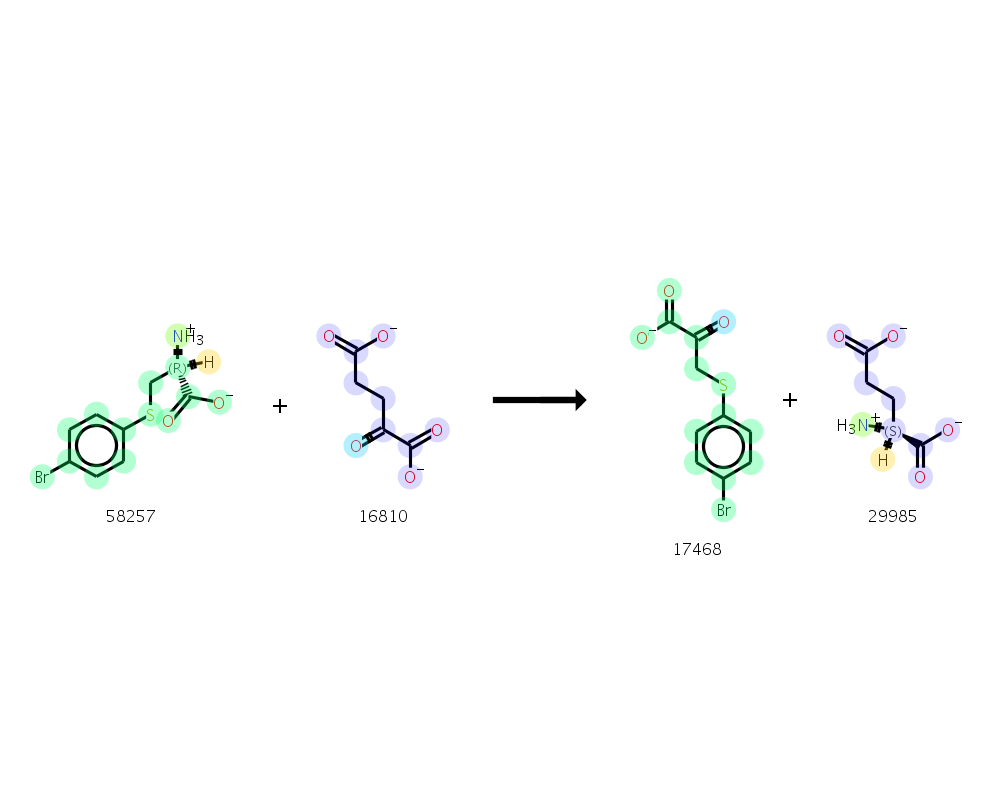 NH3+ (R) H O O- S Br
+
O O- O O O-
O O- O S Br
+
O O- H3N+ (S) H O- O
58257
16810
17468
29985